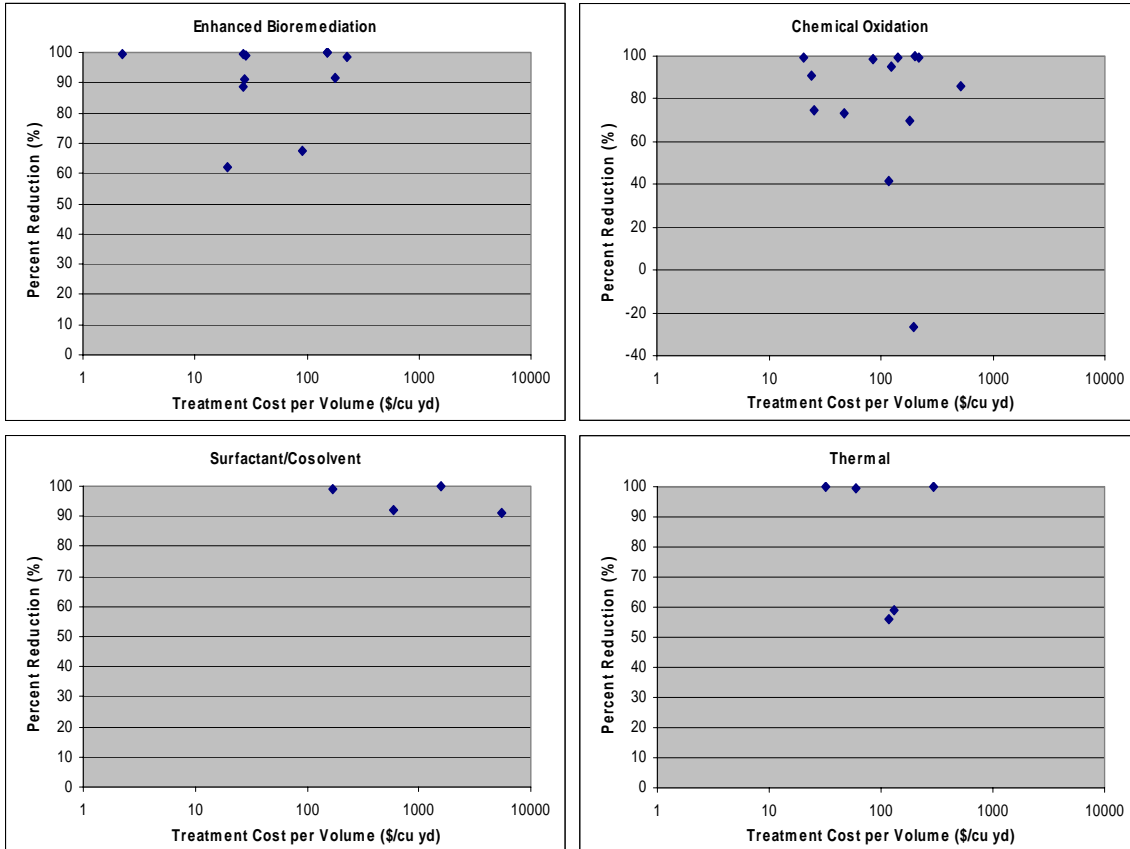 Enhanced Bioremediation
Percent Reduction (%)
100
90
80
70
60
50
40
30
20
10
0
1 10 100 1000 10000
Treatment Cost per Volume ($/cu yd)
Chemical Oxidation
Percent Reduction (%)
100
80
60
40
20
0
-20
-40
1 10 100 1000 10000
Treatment Cost per Volume ($/cu yd)
Surfactant/Cosolvent
Percent Reduction (%)
100
90
80
70
60
50
40
30
20
10
0
1 10 100 1000 10000
Treatment Cost per Volume ($/cu yd)
Thermal
Percent Reduction (%)
100
90
80
70
60
50
40
30
20
10
0
1 10 100 1000 10000
Treatment Cost per Volume ($/cu yd)